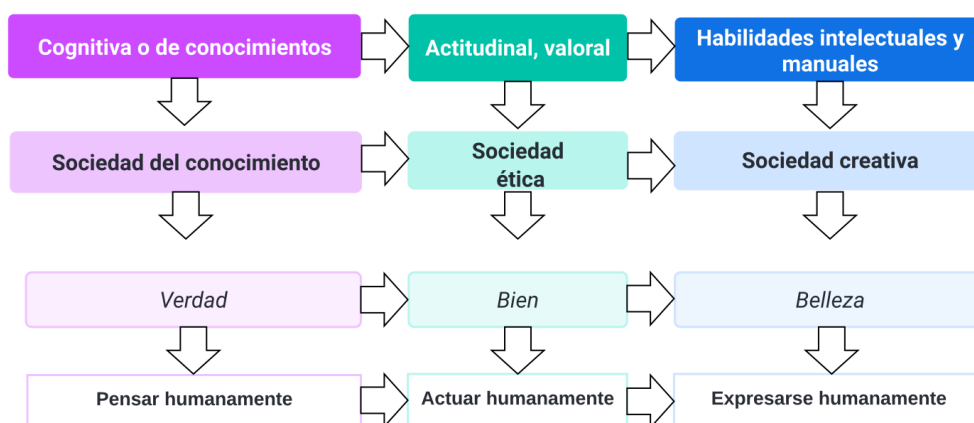 Cognitiva o de conocimientos
Actitudinal, valoral
Habilidades intelectuales y
manuales
Sociedad del conocimiento
Sociedad
ética
Sociedad creativa
Verdad
Bien
Belleza
Pensar humanamente
Actuar humanamente
Expresarse humanamente